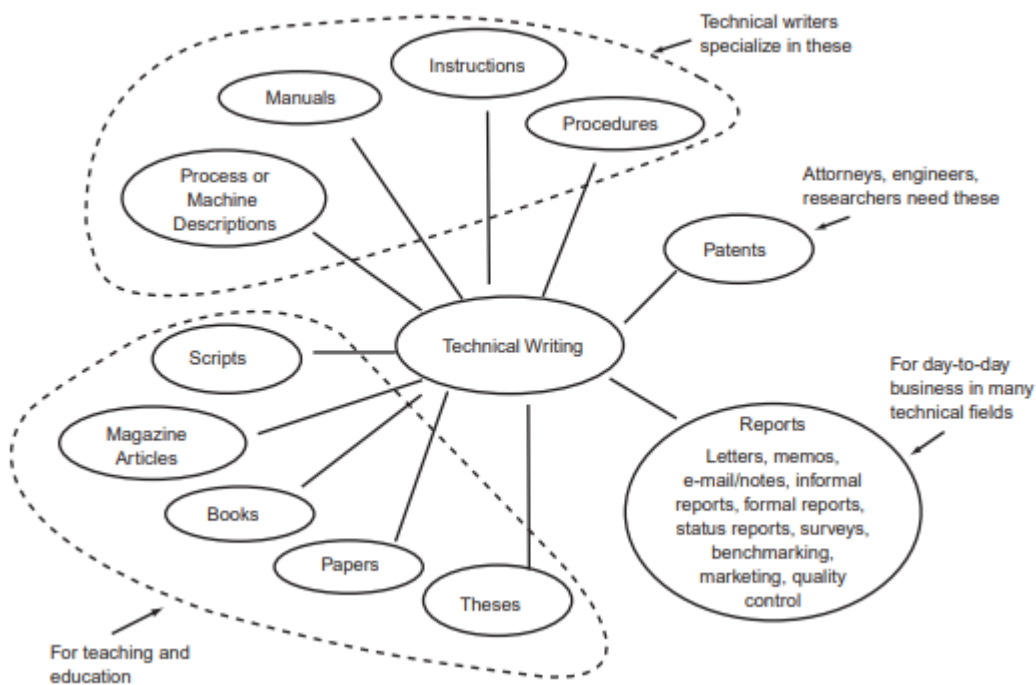 Technical writers
specialize in these
Instructions
Manuals
Procedures
Process or
Machine
Descriptions
Attorneys, engineers,
researchers need these
Patents
Technical Writing
Scripts
For day-to-day
business in many
technical fields
Magazine
Articles
Reports
Letters, memos,
e-mail/notes, informal
reports, formal reports,
status reports, surveys,
benchmarking,
marketing, quality
control
Books
Papers
Theses
For teaching and
education